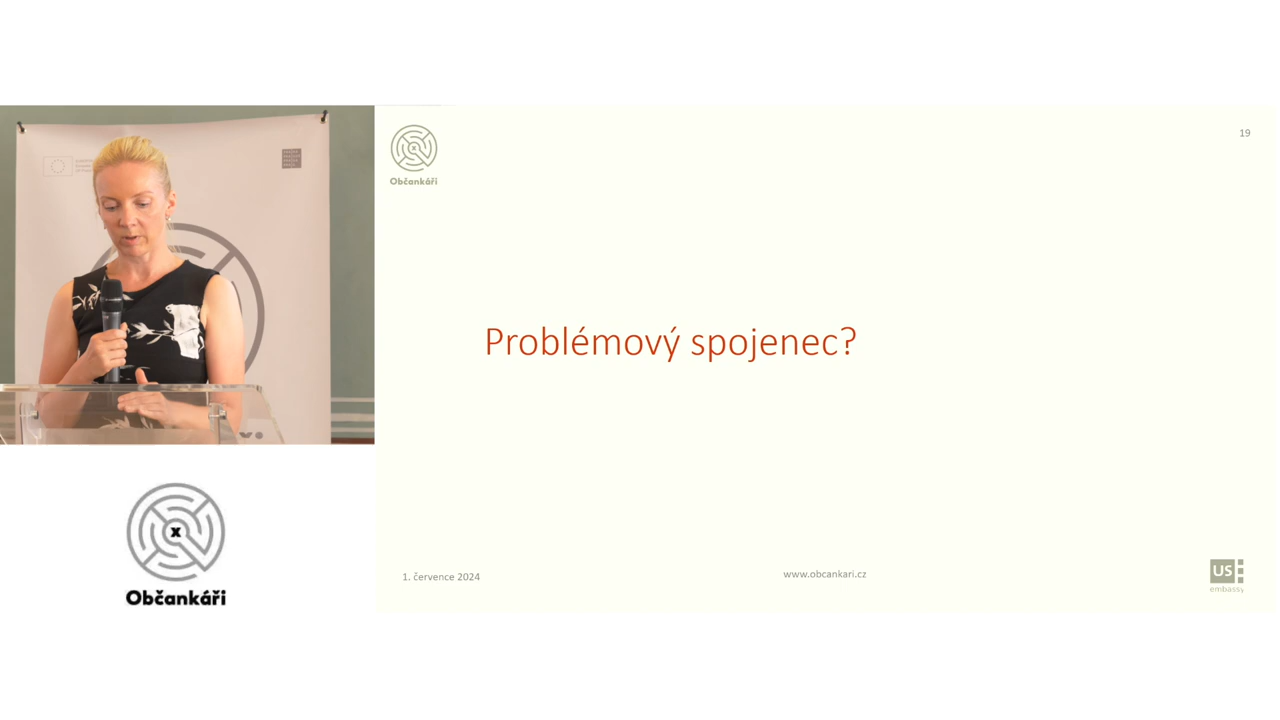 Občankáři
19
Problémový spojenec?
1. července 2024
www.obcankari.cz
US
embassy
x
Občankáři